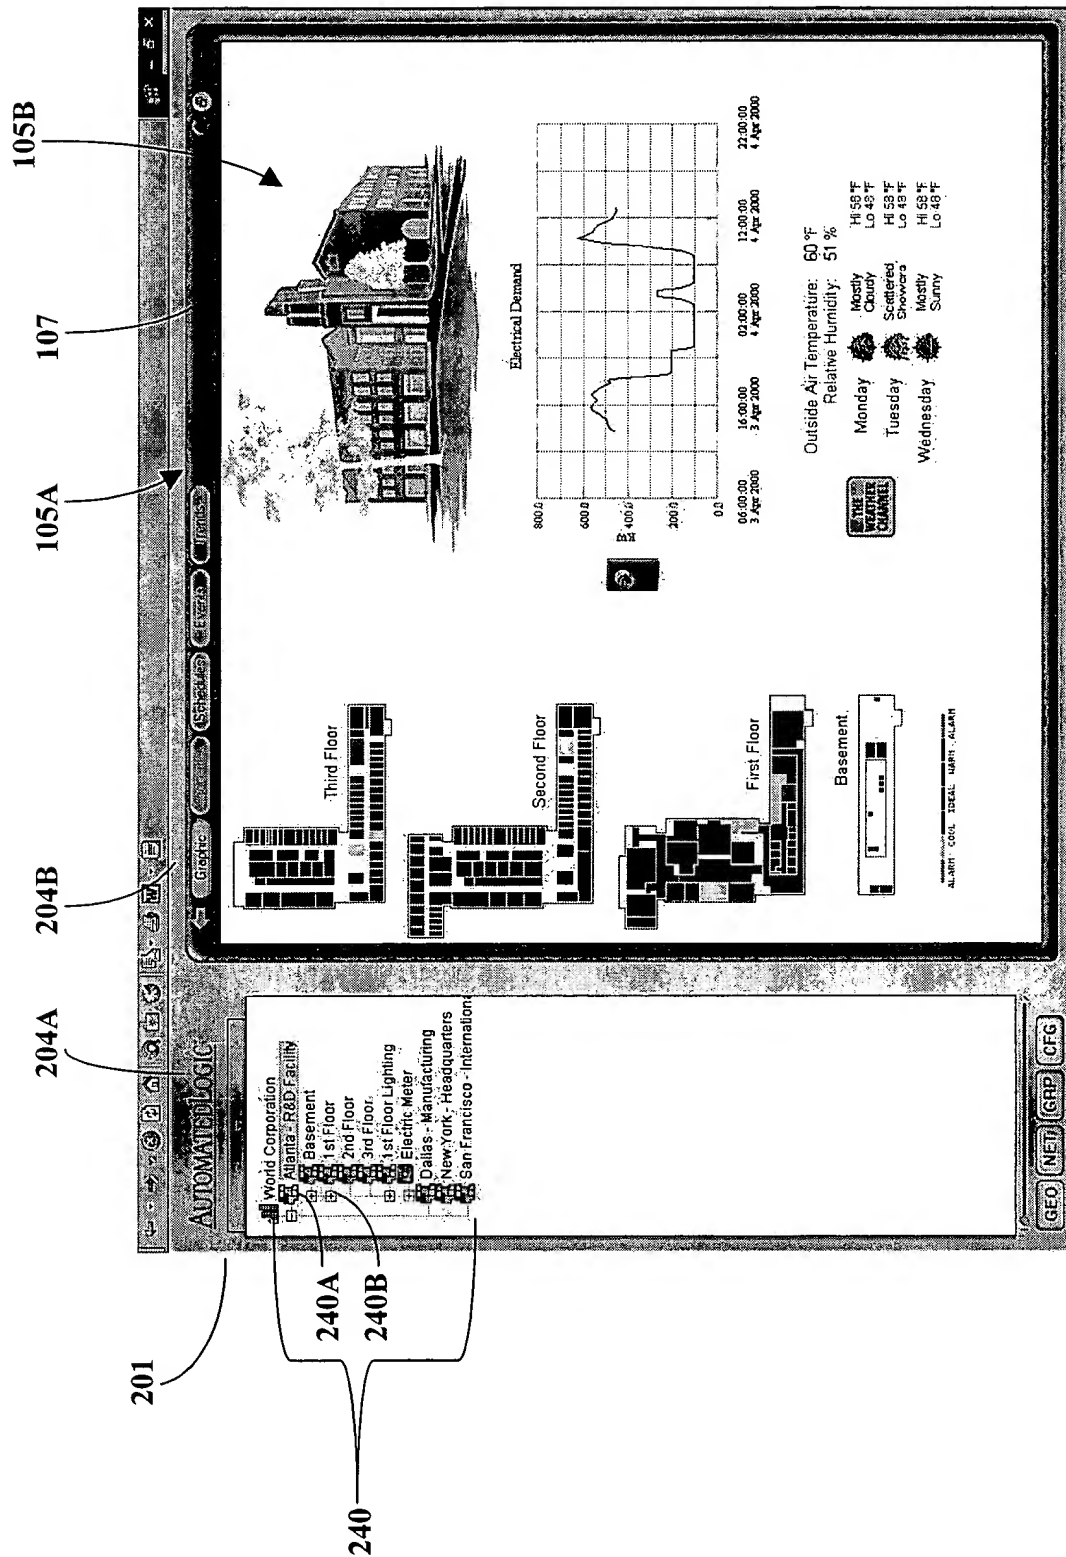 201
204A
204B
105A
107
105B
AUTOMATEDLOGIC
Graphic
Schedules
Events
Trends
World Corporation
Atlanta - R&D Facility
Basement
1st Floor
2nd Floor
3rd Floor
1st Floor Lighting
Electric Meter
Dallas - Manufacturing
New York - Headquarters
San Francisco - Internationa
240A
240B
240
GEO
NET
GRP
CFG
Third Floor
Second Floor
First Floor
Basement
ALARM COOL IDEAL WARM ALARM
Electrical Demand
800.0
600.0
400.0
200.0
0.0
06:00:00
3 Apr 2000
16:00:00
3 Apr 2000
02:00:00
4 Apr 2000
12:00:00
4 Apr 2000
22:00:00
4 Apr 2000
Outside Air Temperature: 60 °F
Relative Humidity: 51 %
THE
WEATHER
CHANNEL
Monday
Mostly
Cloudy
Hi 58 °F
Lo 48 °F
Tuesday
Scattered
Showers
Hi 58 °F
Lo 48 °F
Wednesday
Mostly
Sunny
Hi 58 °F
Lo 48 °F